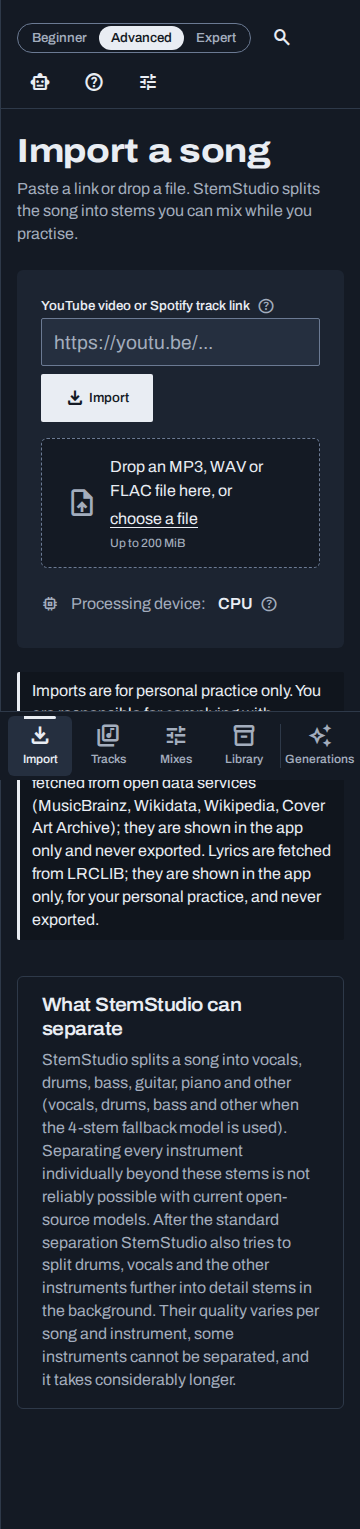 Beginner Advanced Expert
Import a song
Paste a link or drop a file. StemStudio splits
the song into stems you can mix while you
practise.
YouTube video or Spotify track link
https://youtu.be/...
Import
Drop an MP3, WAV or
FLAC file here, or
choose a file
Up to 200 MiB
Processing device: CPU
Imports are for personal practice only. You
Import Tracks Mixes Library Generations
fetched from open data services
(MusicBrainz, Wikidata, Wikipedia, Cover
Art Archive); they are shown in the app
only and never exported. Lyrics are fetched
from LRCLIB; they are shown in the app
only, for your personal practice, and never
exported.
What StemStudio can
separate
StemStudio splits a song into vocals,
drums, bass, guitar, piano and other
(vocals, drums, bass and other when
the 4-stem fallback model is used).
Separating every instrument
individually beyond these stems is not
reliably possible with current open-
source models. After the standard
separation StemStudio also tries to
split drums, vocals and the other
instruments further into detail stems in
the background. Their quality varies per
song and instrument, some
instruments cannot be separated, and
it takes considerably longer.